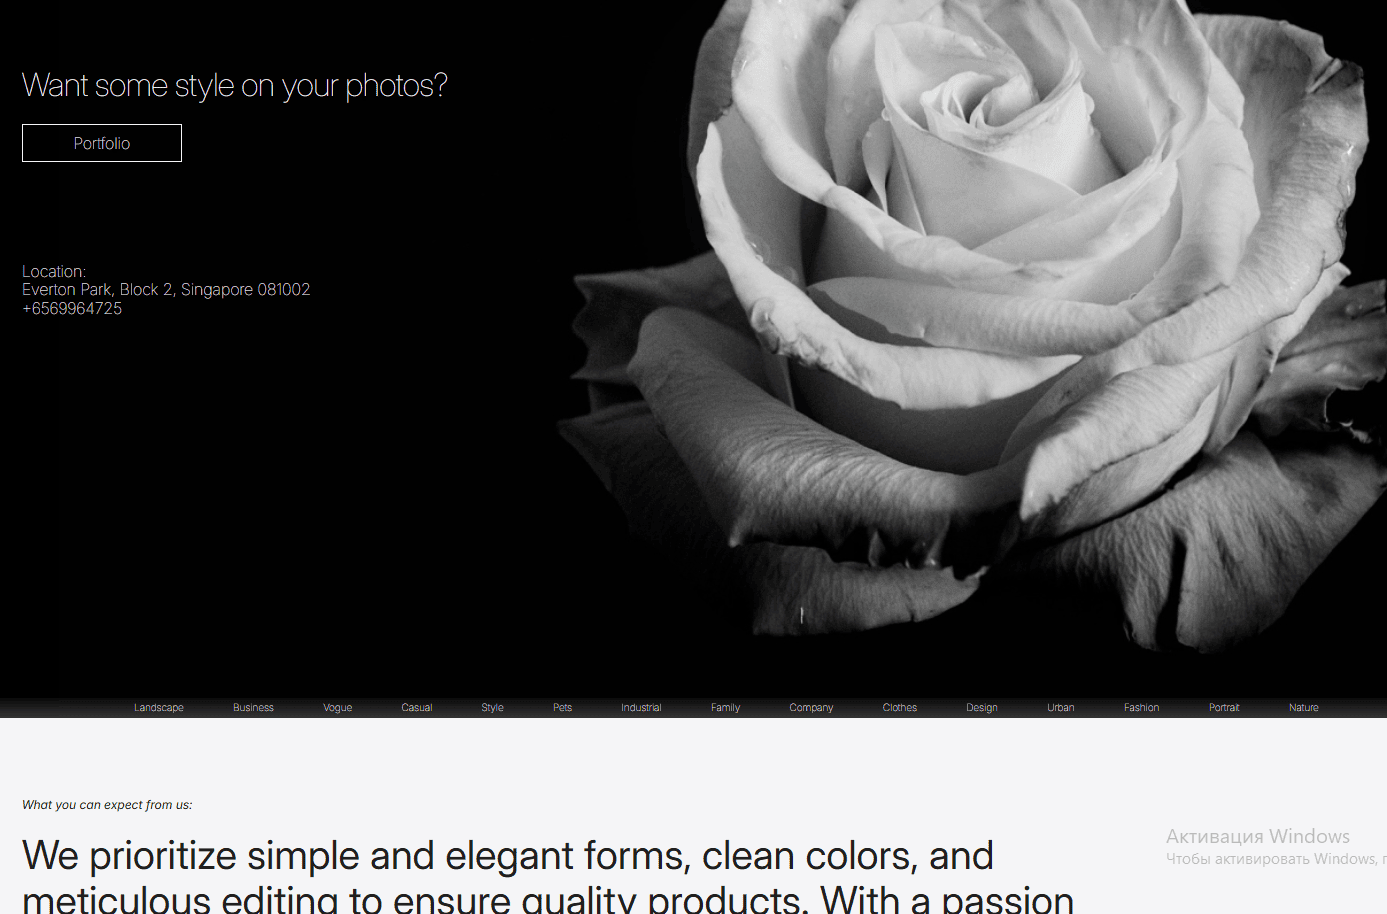 Want some style on your photos?
Portfolio
Location:
Everton Park, Block 2, Singapore 081002
+6569964725
Landscape Business Vogue Casual Style Pets Industrial Family Company Clothes Design Urban Fashion Portrait Nature
What you can expect from us:
We prioritize simple and elegant forms, clean colors, and
meticulous editing to ensure quality products. With a passion
Активация Windows
Чтобы активировать Windows,